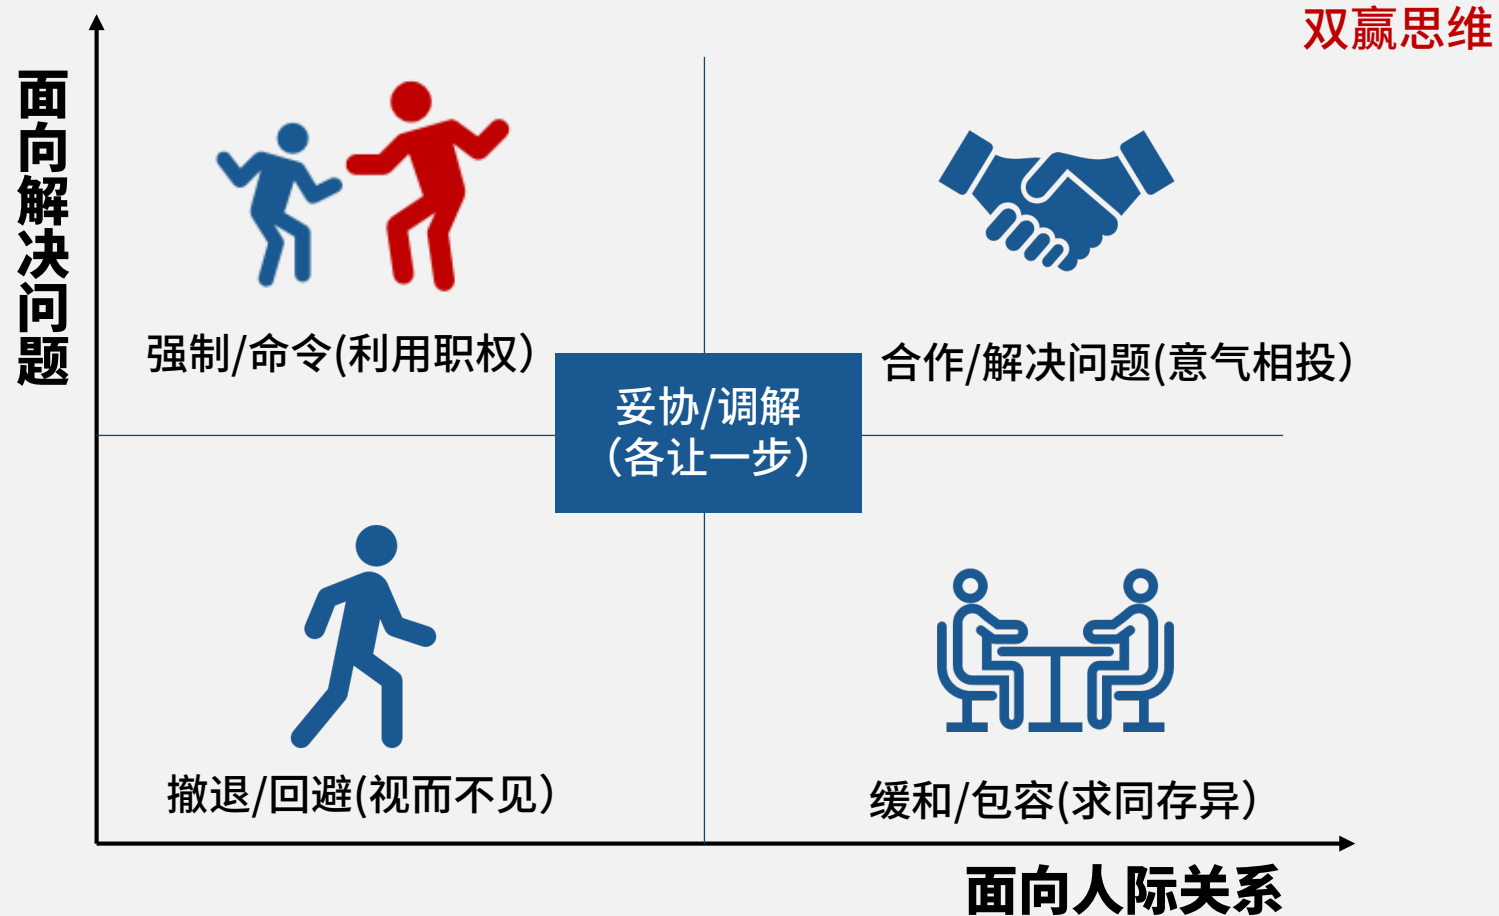 双赢思维
面向解决问题
强制/命令(利用职权）
合作/解决问题(意气相投）
妥协/调解
（各让一步）
撤退/回避(视而不见）
缓和/包容(求同存异）
面向人际关系